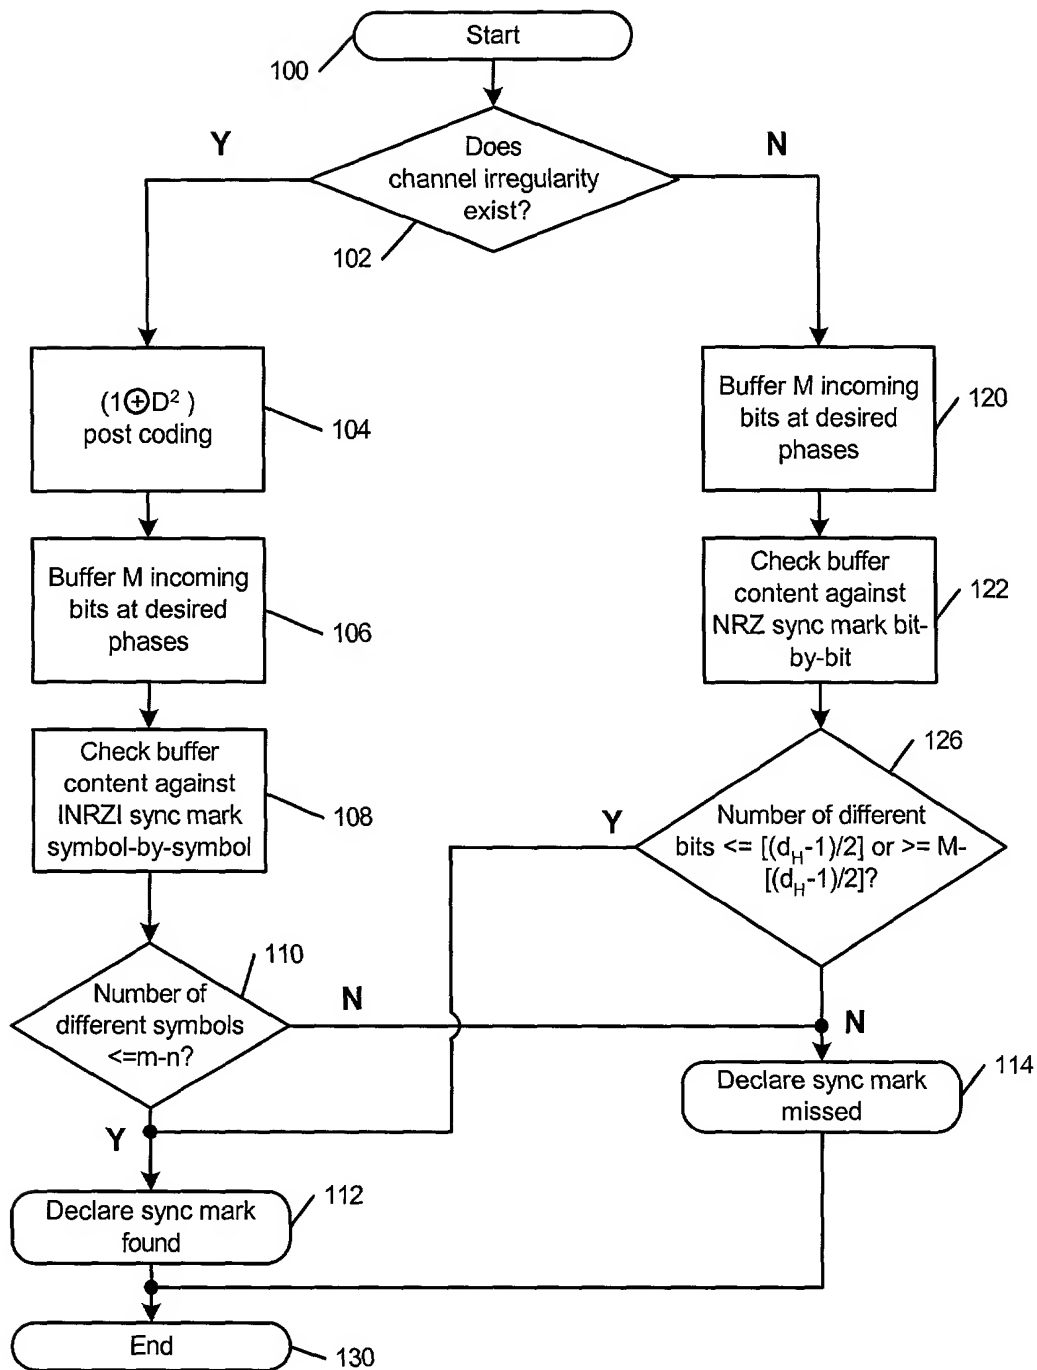 Start
100
Does
channel irregularity
exist?
102
Y
N
(1⊕D²)
post coding
104
Buffer M incoming
bits at desired
phases
120
Buffer M incoming
bits at desired
phases
106
Check buffer
content against
NRZ sync mark bit-
by-bit
122
Check buffer
content against
INRZI sync mark
symbol-by-symbol
108
126
Number of different
bits <= [(d_H-1)/2] or >= M-
[(d_H-1)/2]?
Y
110
Number of
different symbols
<=m-n?
N
N
Declare sync mark
missed
114
Y
Declare sync mark
found
112
End
130